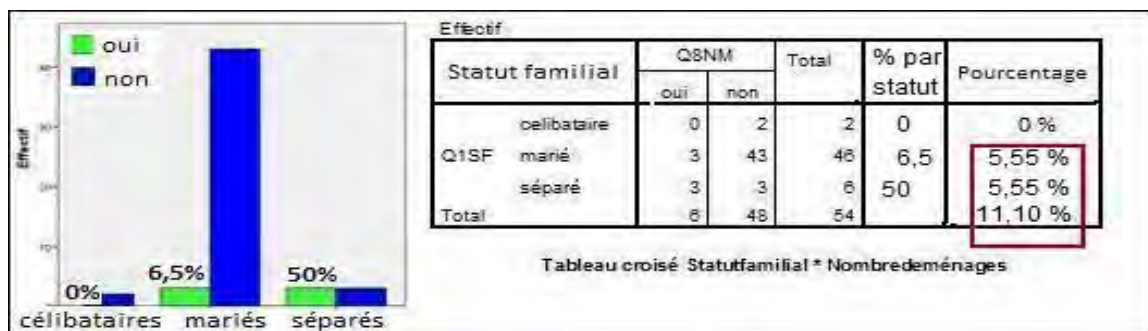 oui
non
Effectif
0%
6,5%
50%
célibataires mariés séparés
Effectif
Statut familial Q8NM Total % par statut Pourcentage
oui non
celibataire 0 2 2 0 0 %
Q1SF marié 3 43 46 6,5 5,55 %
séparé 3 3 6 50 5,55 %
Total 6 48 54 11,10 %
Tableau croisé Statutfamilial * Nombredeménages